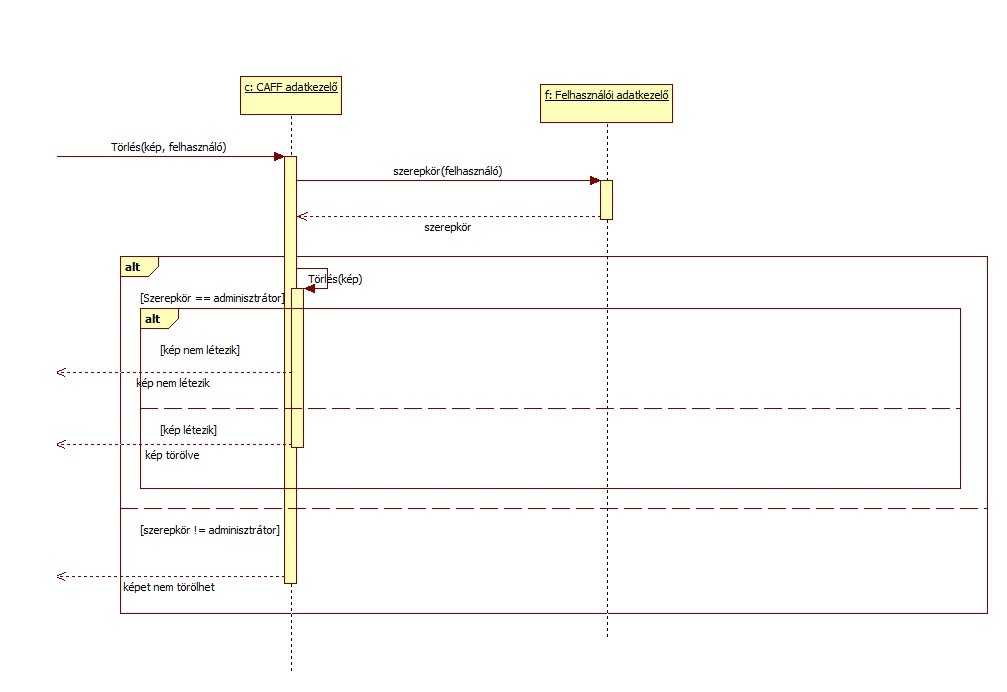 c: CAFF adatkezelő
f: Felhasználói adatkezelő
Törlés(kép, felhasználó)
szerepkör(felhasználó)
szerepkör
alt
Törlés(kép)
[Szerepkör == adminisztrátor]
alt
[kép nem létezik]
kép nem létezik
[kép létezik]
kép törölve
[szerepkör != adminisztrátor]
képet nem törölhet